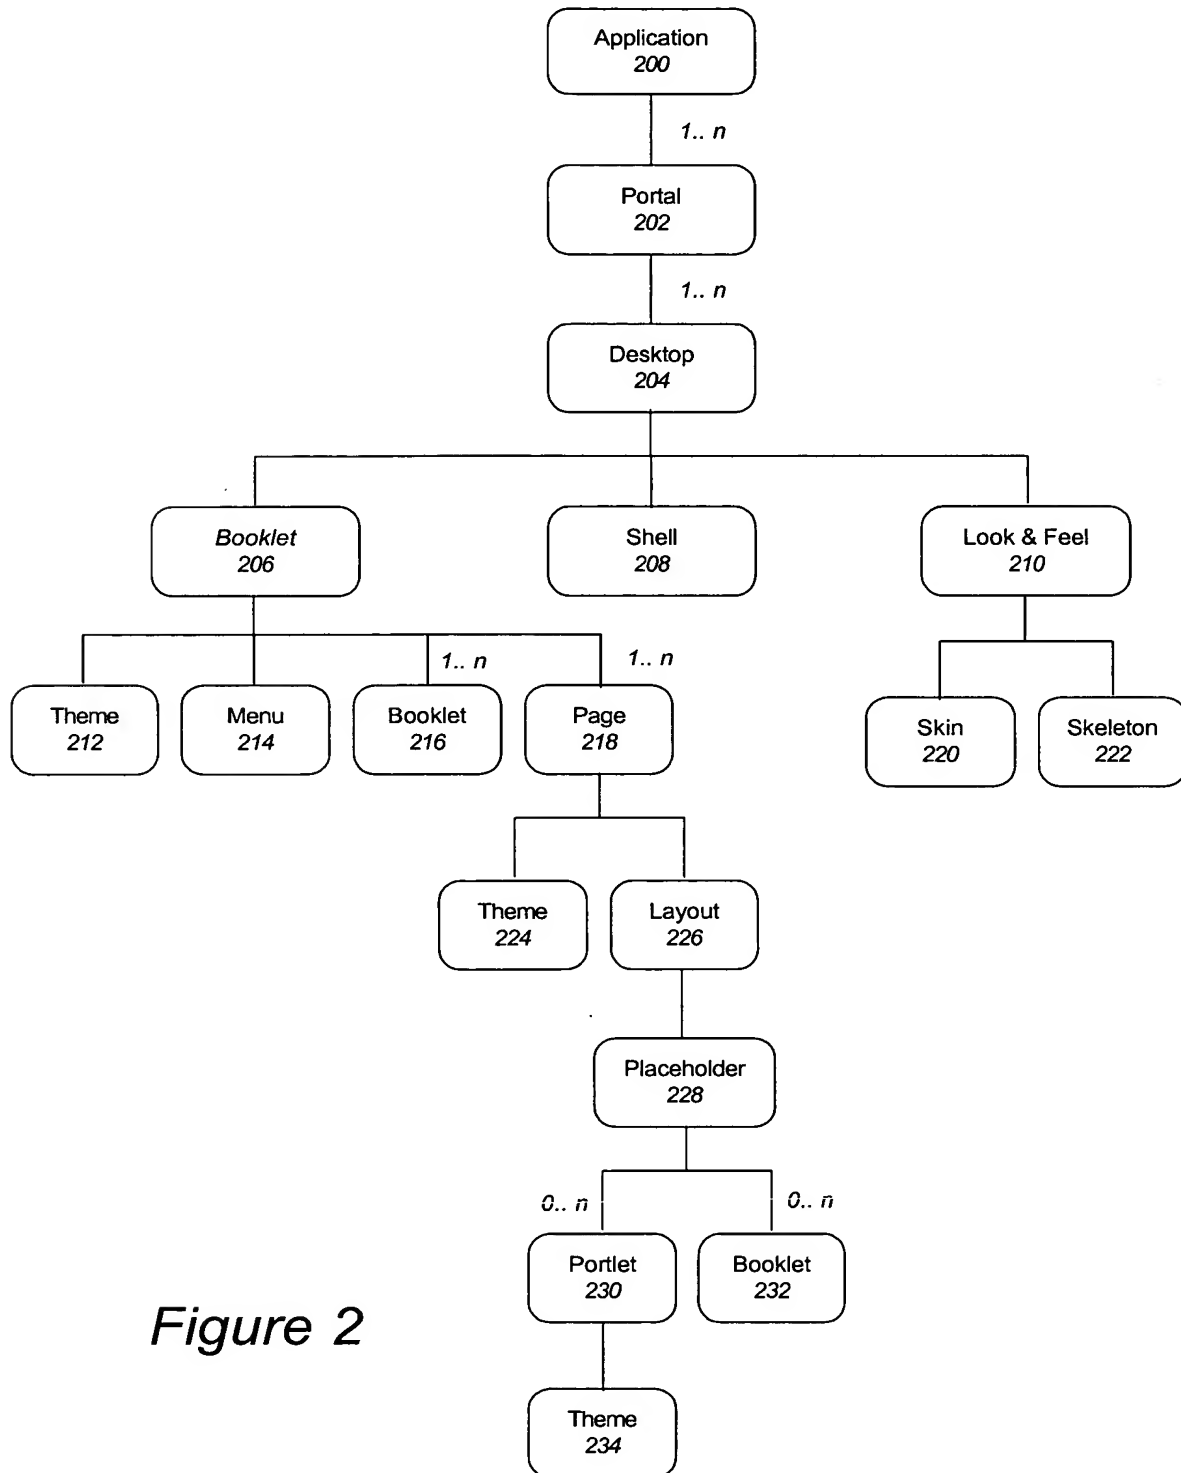 Application
200
1.. n
Portal
202
1.. n
Desktop
204
Booklet
206
Shell
208
Look & Feel
210
1.. n
1.. n
Theme
212
Menu
214
Booklet
216
Page
218
Skin
220
Skeleton
222
Theme
224
Layout
226
Placeholder
228
0.. n
0.. n
Portlet
230
Booklet
232
Figure 2
Theme
234